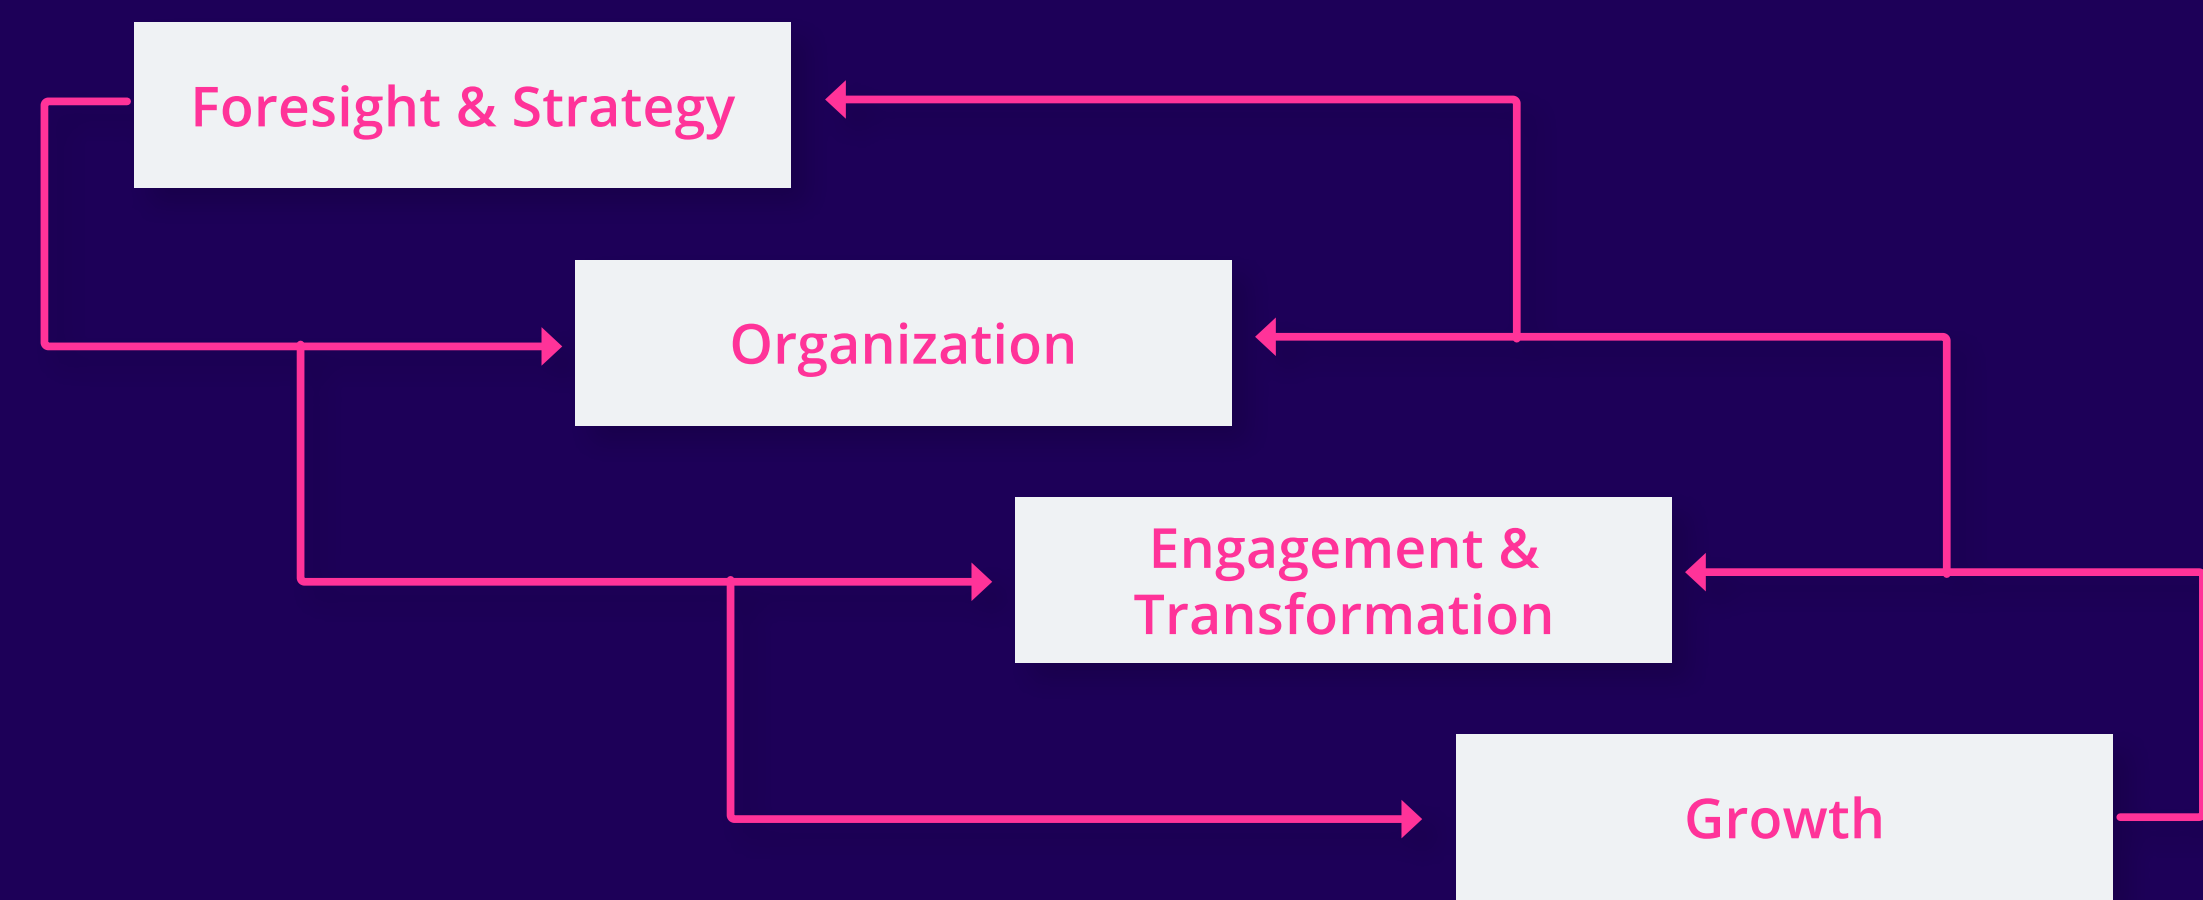 Foresight & Strategy
Organization
Engagement &
Transformation
Growth